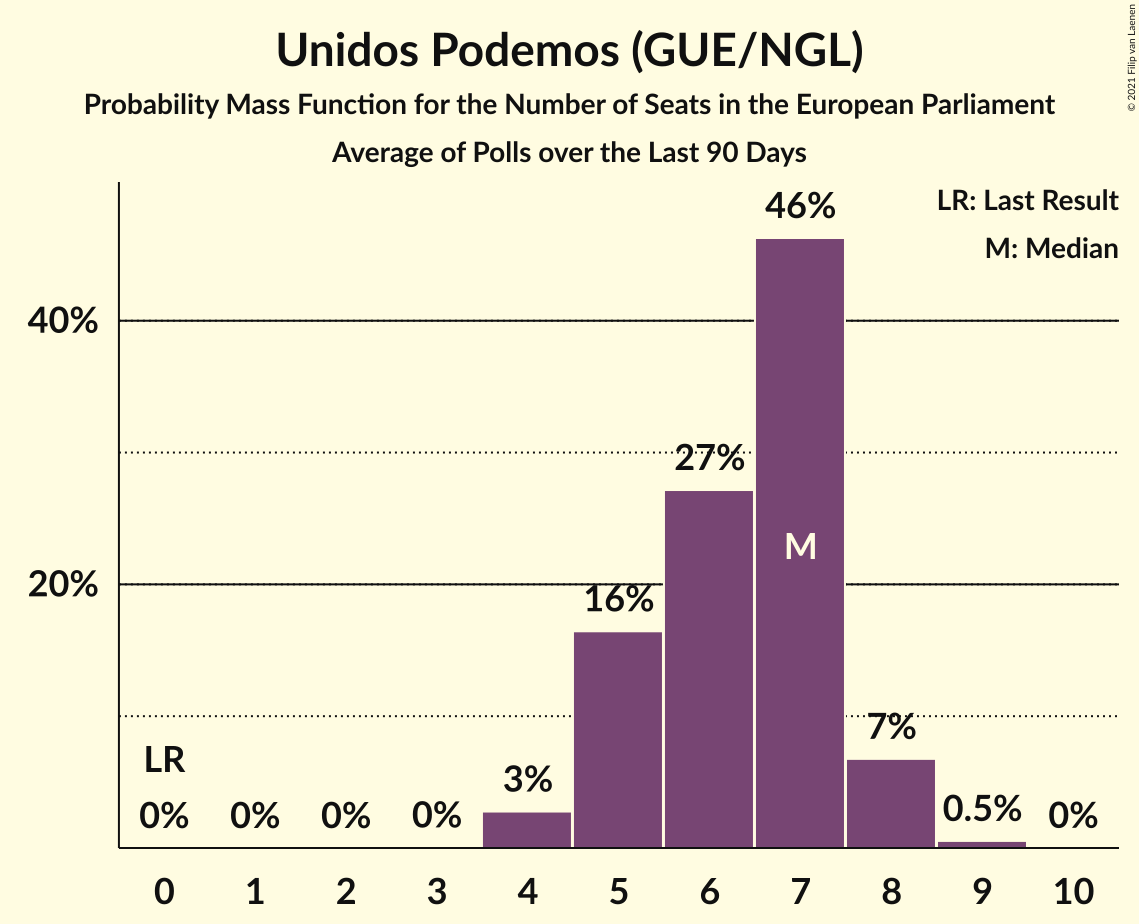 Unidos Podemos (GUE/NGL)
Probability Mass Function for the Number of Seats in the European Parliament
Average of Polls over the Last 90 Days
© 2021 Filip van Laenen
LR: Last Result
M: Median
46%
40%
27%
M
20%
16%
7%
LR
3%
0% 0% 0% 0% 0.5% 0%
0 1 2 3 4 5 6 7 8 9 10